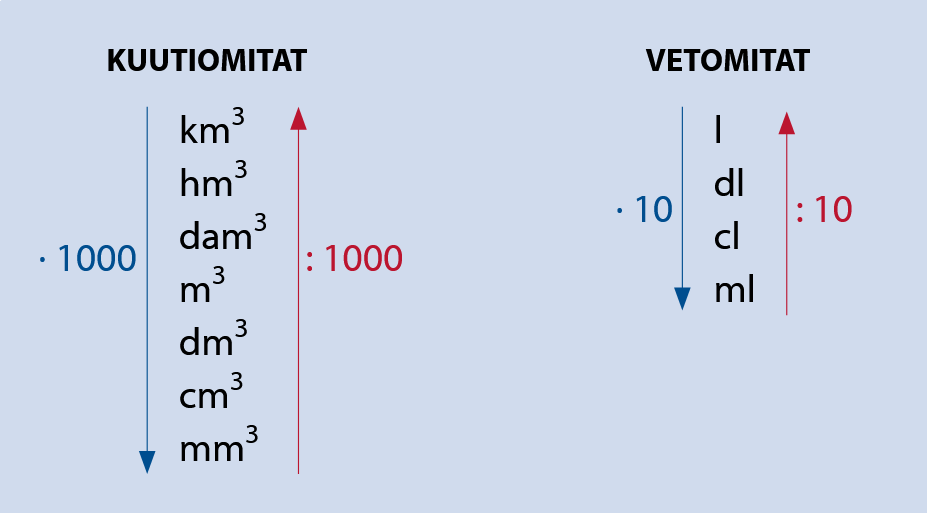 KUUTIOMITAT
km³
hm³
dam³
m³
dm³
cm³
mm³
· 1000
: 1000
VETOMITAT
l
dl
cl
ml
· 10
: 10